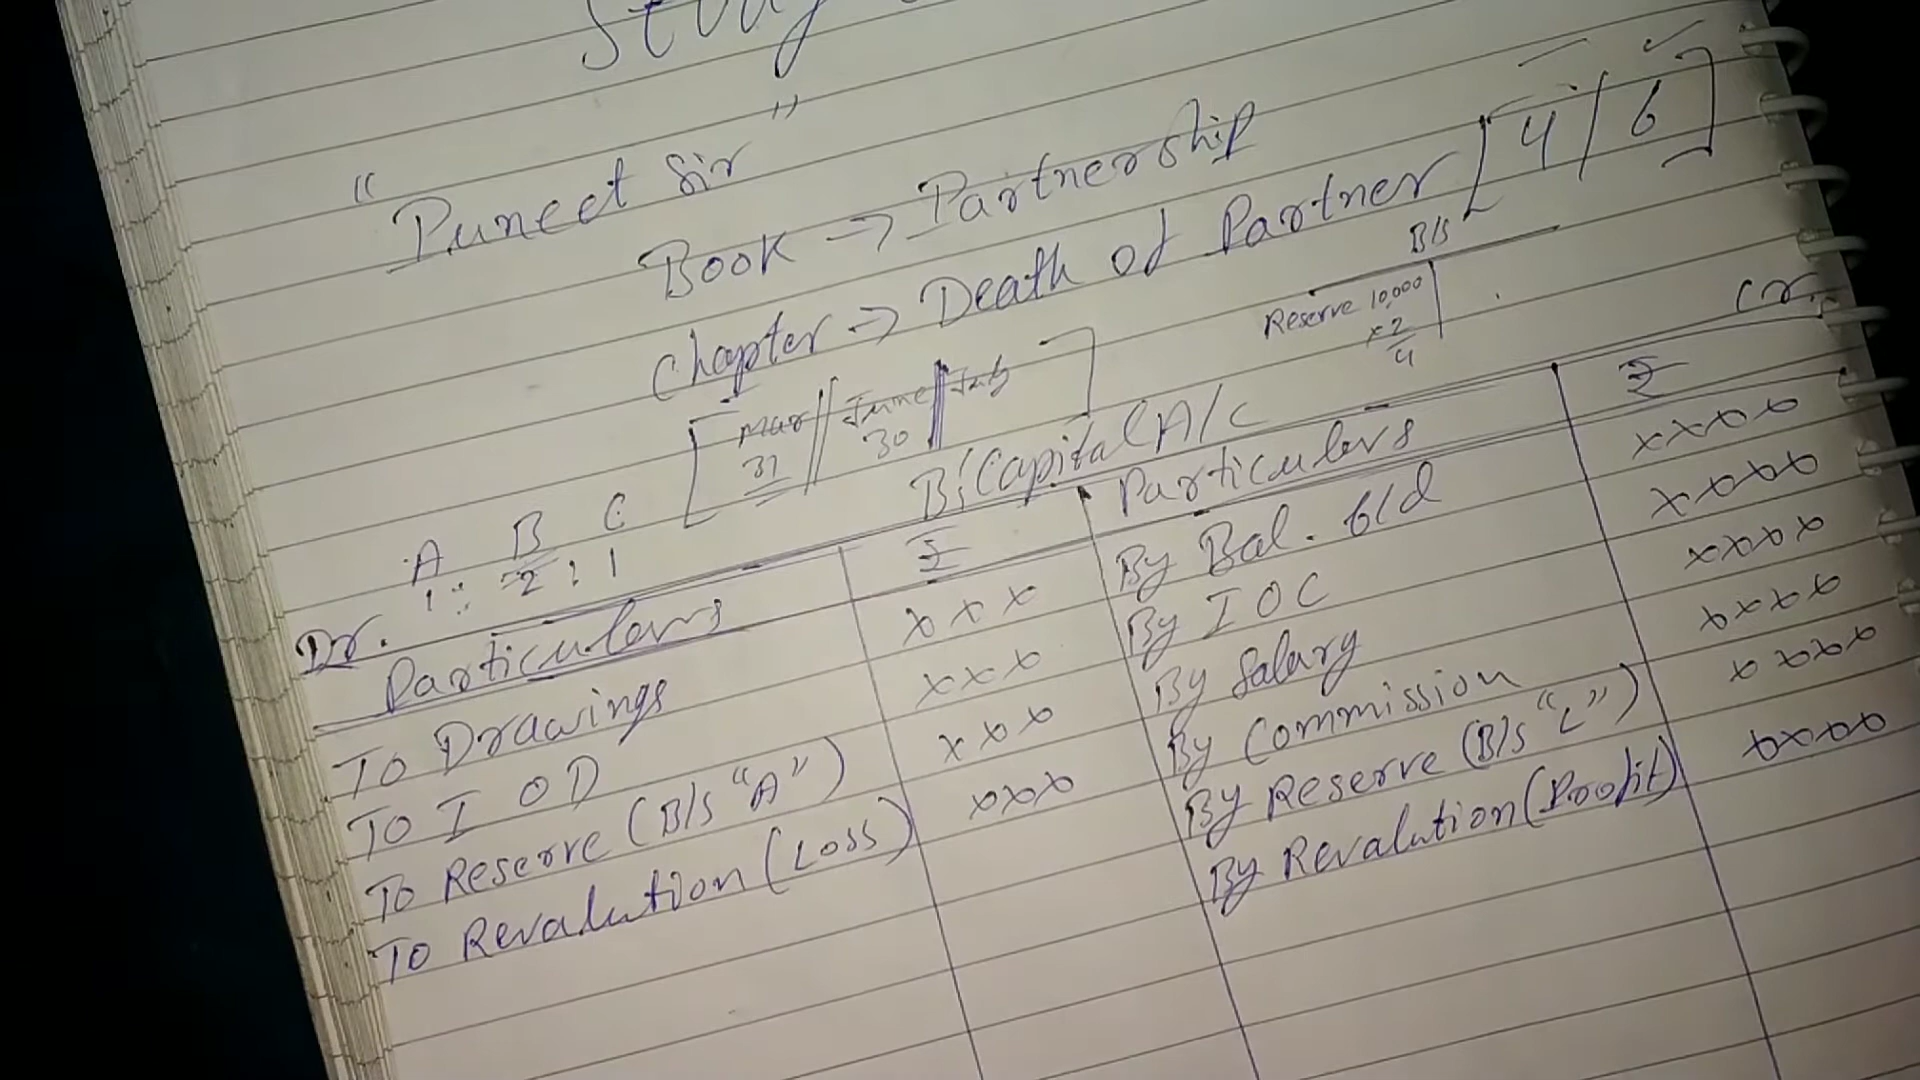 Study
"Puneet Sir"
Book → Partnership
Chapter → Death of Partner [4/6]
B/S
Reserve 10,000
× 2
4
[Mar // June / July]
31 30
A B C
1 : 2 : 1
B's Capital A/c
Dr. Cr.
Particulars ₹ Particulars ₹
To Drawings xxx By Bal. b/d xxxx
To I O D xxx By I O C xxxx
To Reserve (B/S "A") xxx By Salary xxxx
To Revalution (Loss) xxx By Commission xxxx
By Reserve (B/S "L") xxxx
By Revalution (Profit) xxxx